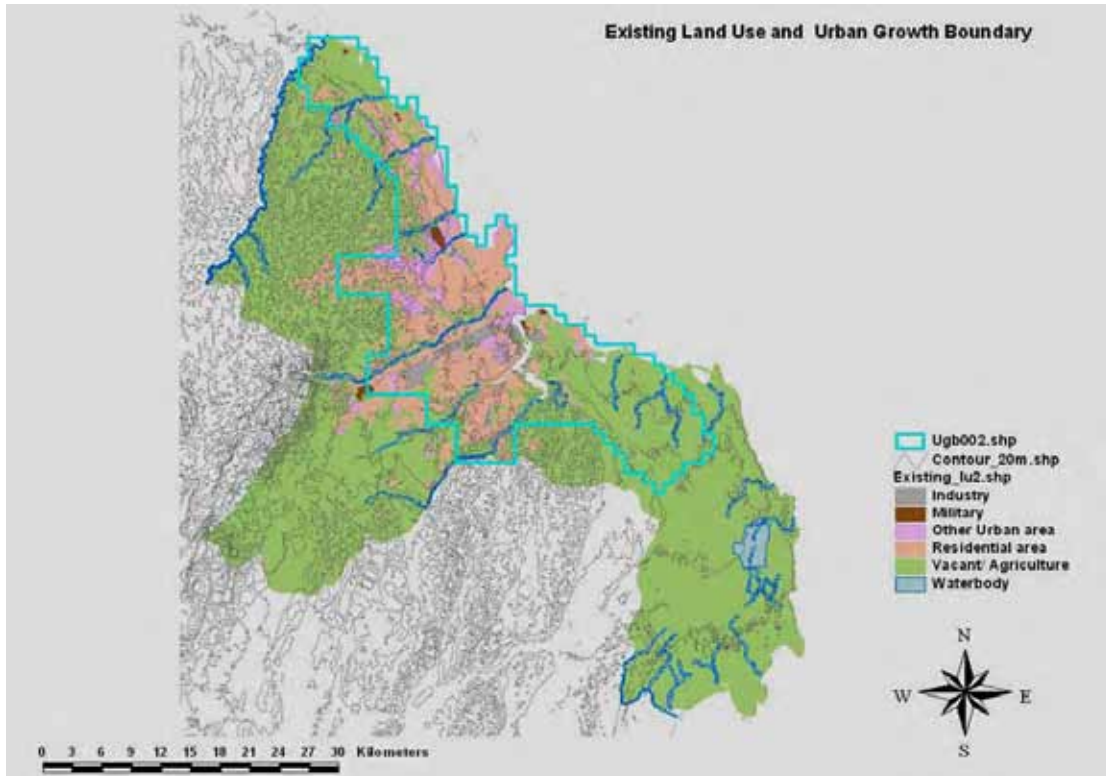 Existing Land Use and Urban Growth Boundary
Ugb002.shp
Contour_20m.shp
Existing_lu2.shp
Industry
Military
Other Urban area
Residential area
Vacant/ Agriculture
Waterbody
N
W E
S
0 3 6 9 12 15 18 21 24 27 30 Kilometers